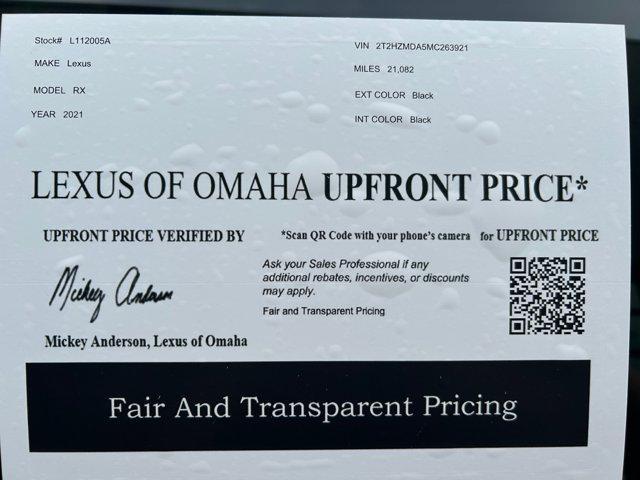 Stock# L112005A
VIN 2T2HZMDA5MC263921
MAKE Lexus
MILES 21,082
MODEL RX
EXT COLOR Black
YEAR 2021
INT COLOR Black
LEXUS OF OMAHA UPFRONT PRICE*
UPFRONT PRICE VERIFIED BY
*Scan QR Code with your phone's camera for UPFRONT PRICE
Mickey Anderson
Ask your Sales Professional if any
additional rebates, incentives, or discounts
may apply.
Fair and Transparent Pricing
Mickey Anderson, Lexus of Omaha
Fair And Transparent Pricing